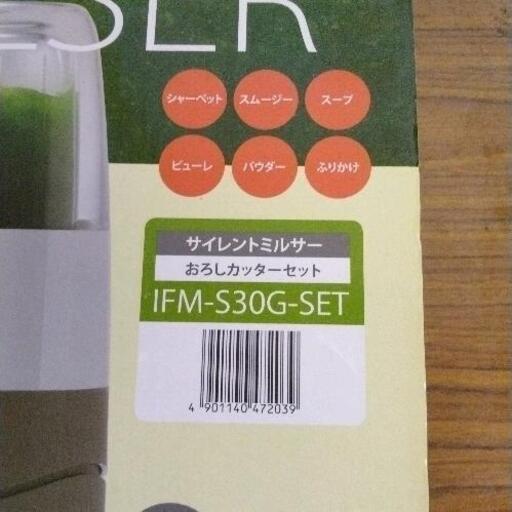 LSER
シャーベット スムージー スープ
ピューレ パウダー ふりかけ
サイレントミルサー
おろしカッターセット
IFM-S30G-SET
4 901140 472039